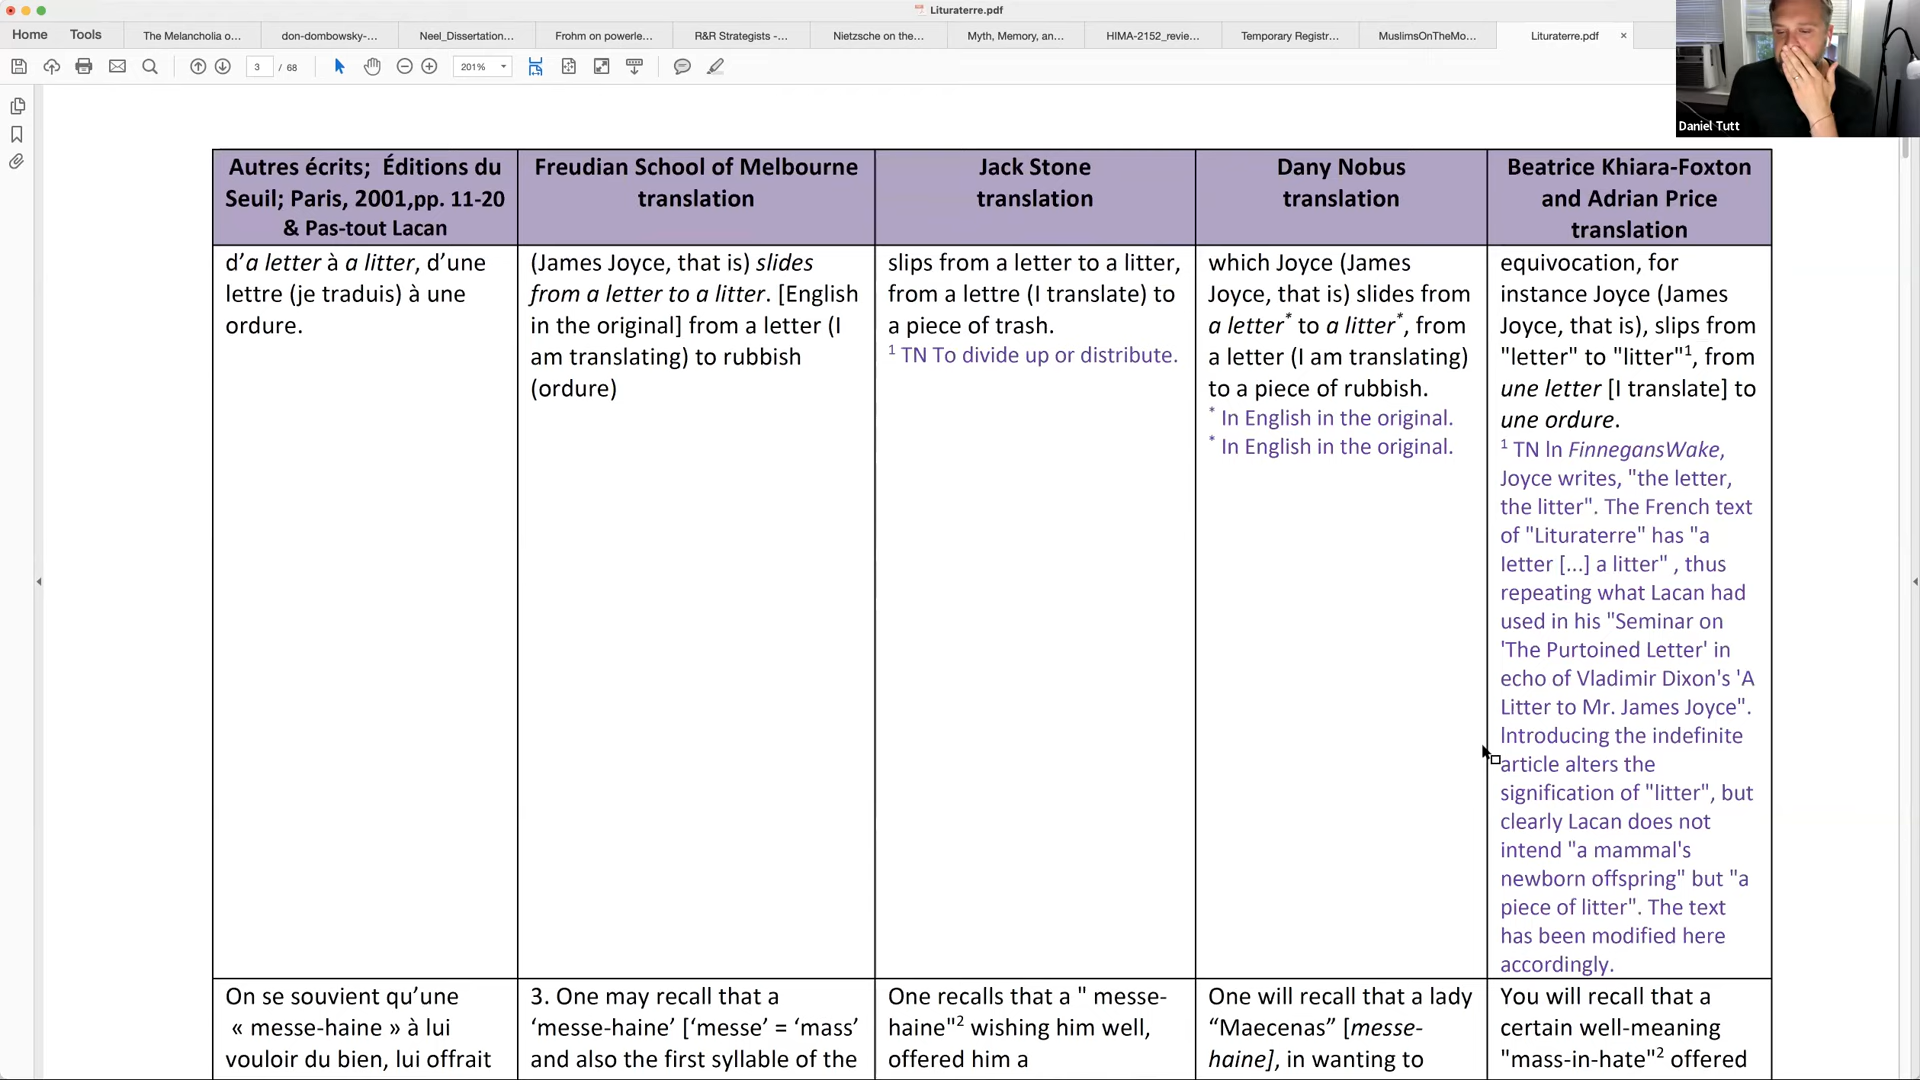 Lituraterre.pdf
Home
Tools
The Melancholia o...
don-dombowsky-...
Neel_Dissertation...
Frohm on powerle...
R&R Strategists -...
Nietzsche on the...
Myth, Memory, an...
HIMA-2152_revie...
Temporary Registr...
MuslimsOnTheMo...
Lituraterre.pdf
3 / 68
201%
Daniel Tutt
Autres écrits; Éditions du
Seuil; Paris, 2001,pp. 11-20
& Pas-tout Lacan
Freudian School of Melbourne
translation
Jack Stone
translation
Dany Nobus
translation
Beatrice Khiara-Foxton
and Adrian Price
translation
d’a letter à a litter, d’une
lettre (je traduis) à une
ordure.
(James Joyce, that is) slides
from a letter to a litter. [English
in the original] from a letter (I
am translating) to rubbish
(ordure)
slips from a letter to a litter,
from a lettre (I translate) to
a piece of trash.
1 TN To divide up or distribute.
which Joyce (James
Joyce, that is) slides from
a letter* to a litter*, from
a letter (I am translating)
to a piece of rubbish.
* In English in the original.
* In English in the original.
equivocation, for
instance Joyce (James
Joyce, that is), slips from
"letter" to "litter"1, from
une letter [I translate] to
une ordure.
1 TN ln FinnegansWake,
Joyce writes, "the letter,
the litter". The French text
of "Lituraterre" has "a
letter [...] a litter" , thus
repeating what Lacan had
used in his "Seminar on
'The Purtoined Letter' in
echo of Vladimir Dixon's 'A
Litter to Mr. James Joyce".
Introducing the indefinite
article alters the
signification of "litter", but
clearly Lacan does not
intend "a mammal's
newborn offspring" but "a
piece of litter". The text
has been modified here
accordingly.
On se souvient qu’une
« messe-haine » à lui
vouloir du bien, lui offrait
3. One may recall that a
‘messe-haine’ [‘messe’ = ‘mass’
and also the first syllable of the
One recalls that a " messe-
haine"2 wishing him well,
offered him a
One will recall that a lady
“Maecenas” [messe-
haine], in wanting to
You will recall that a
certain well-meaning
"mass-in-hate"2 offered